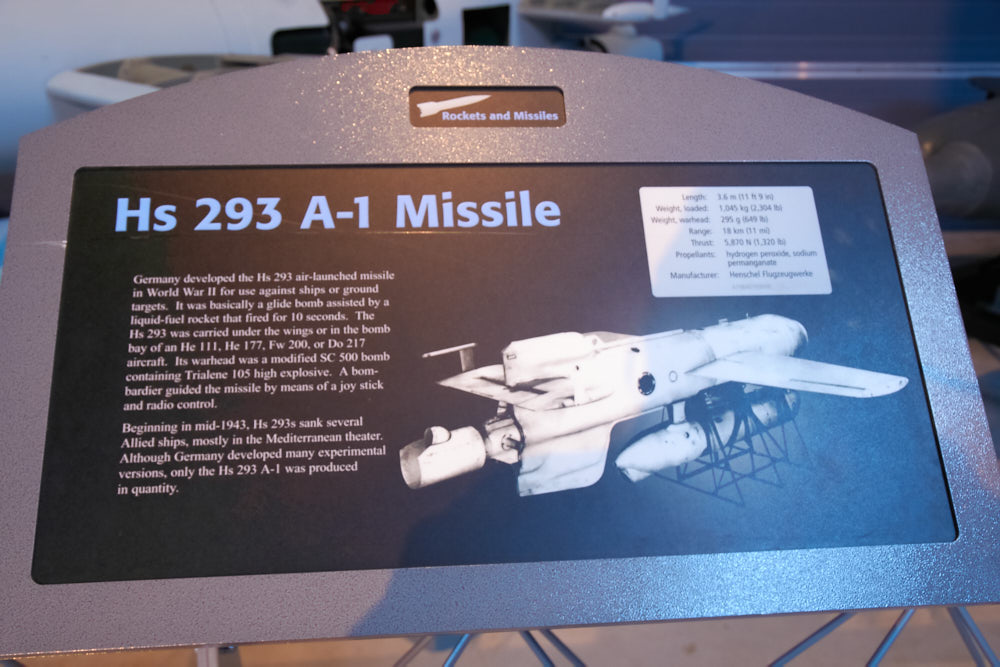 Rockets and Missiles
Hs 293 A-1 Missile
Length: 3.6 m (11 ft 9 in)
Weight, loaded: 1,045 kg (2,304 lb)
Weight, warhead: 295 g (649 lb)
Range: 18 km (11 mi)
Thrust: 5,870 N (1,320 lb)
Propellants: hydrogen peroxide, sodium
permanganate
Manufacturer: Henschel Flugzeugwerke
Germany developed the Hs 293 air-launched missile
in World War II for use against ships or ground
targets. It was basically a glide bomb assisted by a
liquid-fuel rocket that fired for 10 seconds. The
Hs 293 was carried under the wings or in the bomb
bay of an He 111, He 177, Fw 200, or Do 217
aircraft. Its warhead was a modified SC 500 bomb
containing Trialene 105 high explosive. A bom-
bardier guided the missile by means of a joy stick
and radio control.
Beginning in mid-1943, Hs 293s sank several
Allied ships, mostly in the Mediterranean theater.
Although Germany developed many experimental
versions, only the Hs 293 A-1 was produced
in quantity.